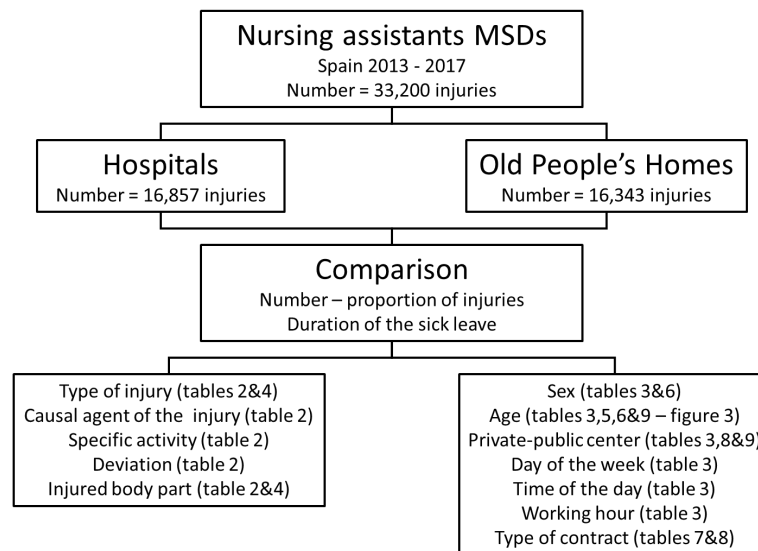 Nursing assistants MSDs
Spain 2013 - 2017
Number = 33,200 injuries
Hospitals
Number = 16,857 injuries
Old People's Homes
Number = 16,343 injuries
Comparison
Number – proportion of injuries
Duration of the sick leave
Type of injury (tables 2&4)
Causal agent of the injury (table 2)
Specific activity (table 2)
Deviation (table 2)
Injured body part (table 2&4)
Sex (tables 3&6)
Age (tables 3,5,6&9 – figure 3)
Private-public center (tables 3,8&9)
Day of the week (table 3)
Time of the day (table 3)
Working hour (table 3)
Type of contract (tables 7&8)